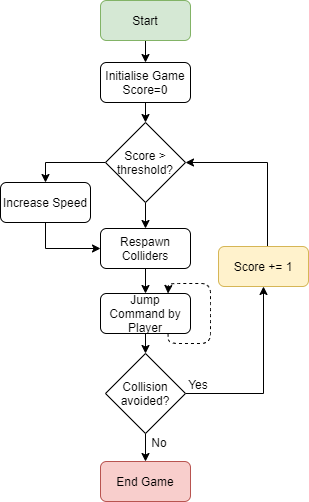 Start
Initialise Game
Score=0
Score >
threshold?
Increase Speed
Respawn
Colliders
Score += 1
Jump
Command by
Player
Collision
avoided?
Yes
No
End Game